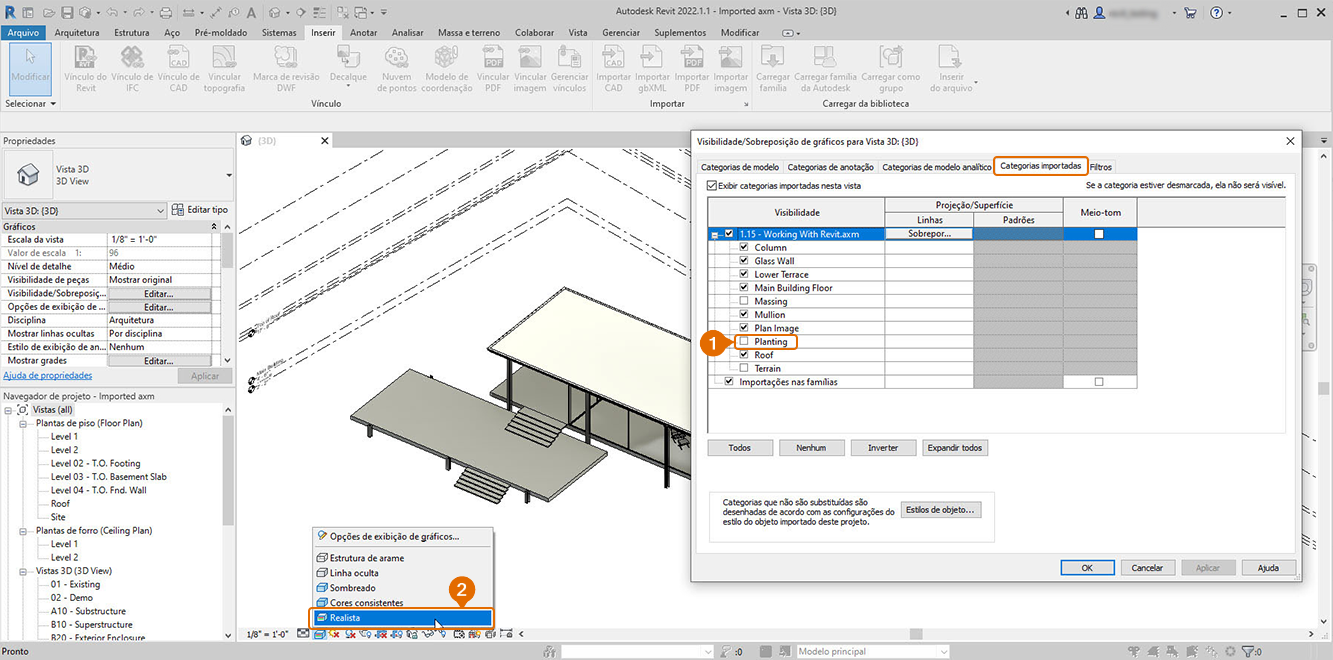 Autodesk Revit 2022.1.1 - Imported axm - Vista 3D: {3D}
Arquivo Arquitetura Estrutura Aço Pré-moldado Sistemas Inserir Anotar Analisar Massa e terreno Colaborar Vista Gerenciar Suplementos Modificar
Modificar
Vínculo do Revit
Vínculo do IFC
Vínculo de CAD
Vincular topografia
Marca de revisão DWF
Decalque
Nuvem de pontos
Modelo de coordenação
Vincular PDF
Vincular imagem
Gerenciar vínculos
Importar CAD
Importar gbXML
Importar PDF
Importar imagem
Carregar família
Carregar família da Autodesk
Carregar como grupo
Inserir do arquivo
Selecionar
Vínculo
Importar
Carregar da biblioteca
Propriedades
Vista 3D
3D View
Vista 3D: {3D}
Editar tipo
Gráficos
Escala da vista 1/8" = 1'-0"
Valor de escala 1: 96
Nível de detalhe Médio
Visibilidade de peças Mostrar original
Visibilidade/Sobreposiç... Editar...
Opções de exibição de ... Editar...
Disciplina Arquitetura
Mostrar linhas ocultas Por disciplina
Estilo de exibição de an... Nenhum
Mostrar grades Editar...
Ajuda de propriedades
Aplicar
Navegador de projeto - Imported axm
Vistas (all)
Plantas de piso (Floor Plan)
Level 1
Level 2
Level 02 - T.O. Footing
Level 03 - T.O. Basement Slab
Level 04 - T.O. Fnd. Wall
Roof
Site
Plantas de forro (Ceiling Plan)
Level 1
Level 2
Vistas 3D (3D View)
01 - Existing
02 - Demo
A10 - Substructure
B10 - Superstructure
B20 - Exterior Enclosure
{3D}
Opções de exibição de gráficos...
Estrutura de arame
Linha oculta
Sombreado
Cores consistentes
Realista
2
1/8" = 1'-0"
Visibilidade/Sobreposição de gráficos para Vista 3D: {3D}
Categorias de modelo Categorias de anotação Categorias de modelo analítico Categorias importadas Filtros
Exibir categorias importadas nesta vista
Se a categoria estiver desmarcada, ela não será visível.
Visibilidade
Projeção/Superfície
Linhas
Padrões
Meio-tom
1.15 - Working With Revit.axm Sobrepor...
Column
Glass Wall
Lower Terrace
Main Building Floor
Massing
Mullion
Plan Image
1
Planting
Roof
Terrain
Importações nas famílias
Todos
Nenhum
Inverter
Expandir todos
Categorias que não são substituídas são
desenhadas de acordo com as configurações do
estilo do objeto importado deste projeto.
Estilos de objeto...
OK
Cancelar
Aplicar
Ajuda
Pronto
:0
Modelo principal
:0